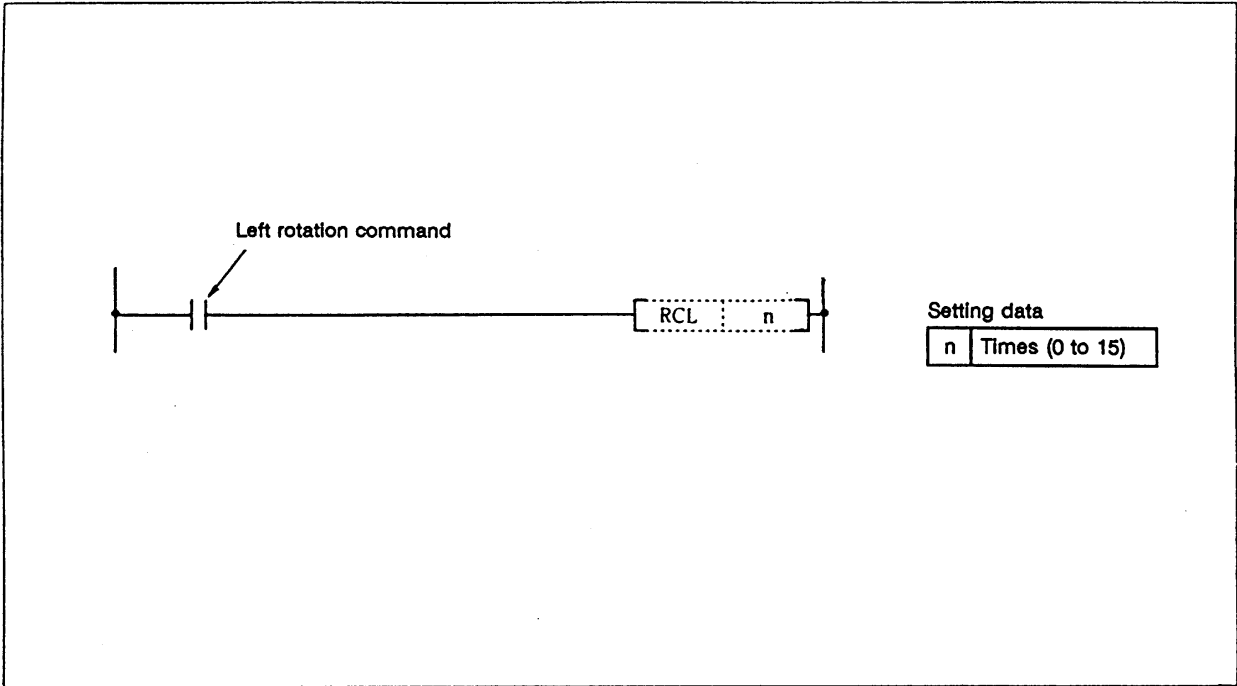 Left rotation command
RCL n
Setting data
n Times (0 to 15)